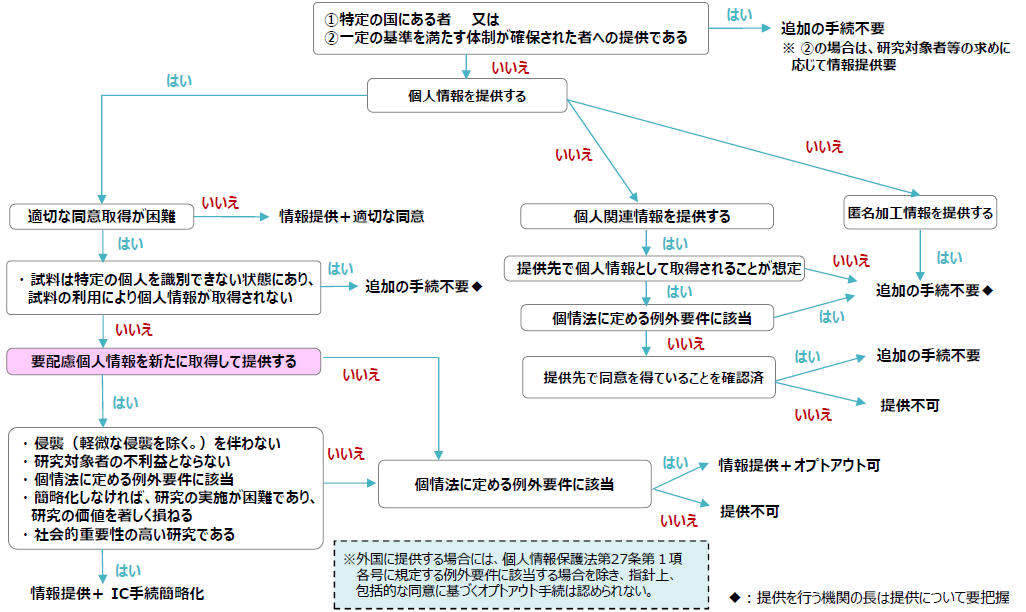 ①特定の国にある者　又は
②一定の基準を満たす体制が確保された者への提供である
はい
追加の手続不要
※ ②の場合は、研究対象者等の求めに
応じて情報提供要
いいえ
個人情報を提供する
はい
いいえ
いいえ
適切な同意取得が困難
いいえ
情報提供＋適切な同意
個人関連情報を提供する
匿名加工情報を提供する
はい
はい
はい
・試料は特定の個人を識別できない状態にあり、
試料の利用により個人情報が取得されない
はい
追加の手続不要◆
提供先で個人情報として取得されることが想定
いいえ
追加の手続不要◆
はい
個情法に定める例外要件に該当
はい
いいえ
いいえ
要配慮個人情報を新たに取得して提供する
いいえ
提供先で同意を得ていることを確認済
はい
追加の手続不要
いいえ
提供不可
はい
・侵襲（軽微な侵襲を除く。）を伴わない
・研究対象者の不利益とならない
・個情法に定める例外要件に該当
・簡略化しなければ、研究の実施が困難であり、
研究の価値を著しく損ねる
・社会的重要性の高い研究である
いいえ
個情法に定める例外要件に該当
はい
情報提供＋オプトアウト可
いいえ
提供不可
はい
情報提供＋ IC手続簡略化
※外国に提供する場合には、個人情報保護法第27条第１項
各号に規定する例外要件に該当する場合を除き、指針上、
包括的な同意に基づくオプトアウト手続は認められない。
◆：提供を行う機関の長は提供について要把握